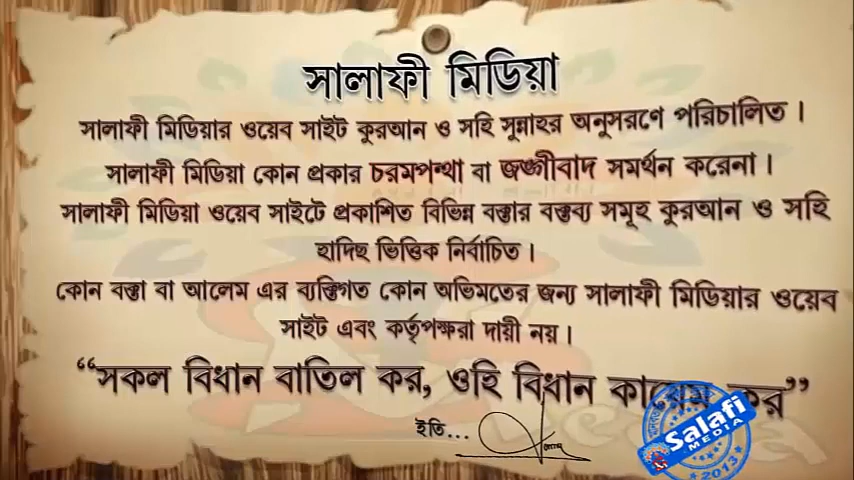 সালাফী মিডিয়া
সালাফী মিডিয়ার ওয়েব সাইট কুরআন ও সহি সুন্নাহর অনুসরণে পরিচালিত।
সালাফী মিডিয়া কোন প্রকার চরমপন্থা বা জঙ্গীবাদ সমর্থন করেনা।
সালাফী মিডিয়া ওয়েব সাইটে প্রকাশিত বিভিন্ন বক্তার বক্তব্য সমূহ কুরআন ও সহি
হাদিছ ভিত্তিক নির্বাচিত।
কোন বক্তা বা আলেম এর ব্যক্তিগত কোন অভিমতের জন্য সালাফী মিডিয়ার ওয়েব
সাইট এবং কর্তৃপক্ষরা দায়ী নয়।
“সকল বিধান বাতিল কর, ওহি বিধান কায়েম কর”
ইতি...
Salafi
MEDIA
2013